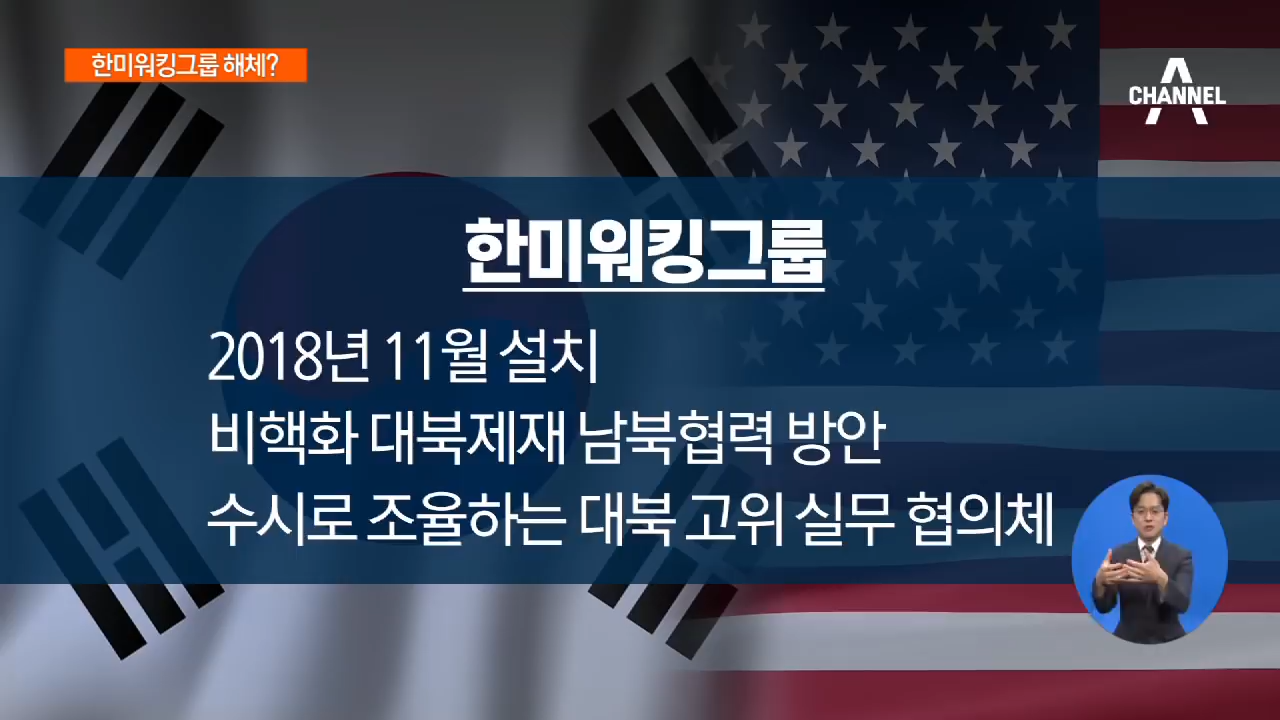 한미워킹그룹 해체?
CHANNEL A
한미워킹그룹
2018년 11월 설치
비핵화 대북제재 남북협력 방안
수시로 조율하는 대북 고위 실무 협의체